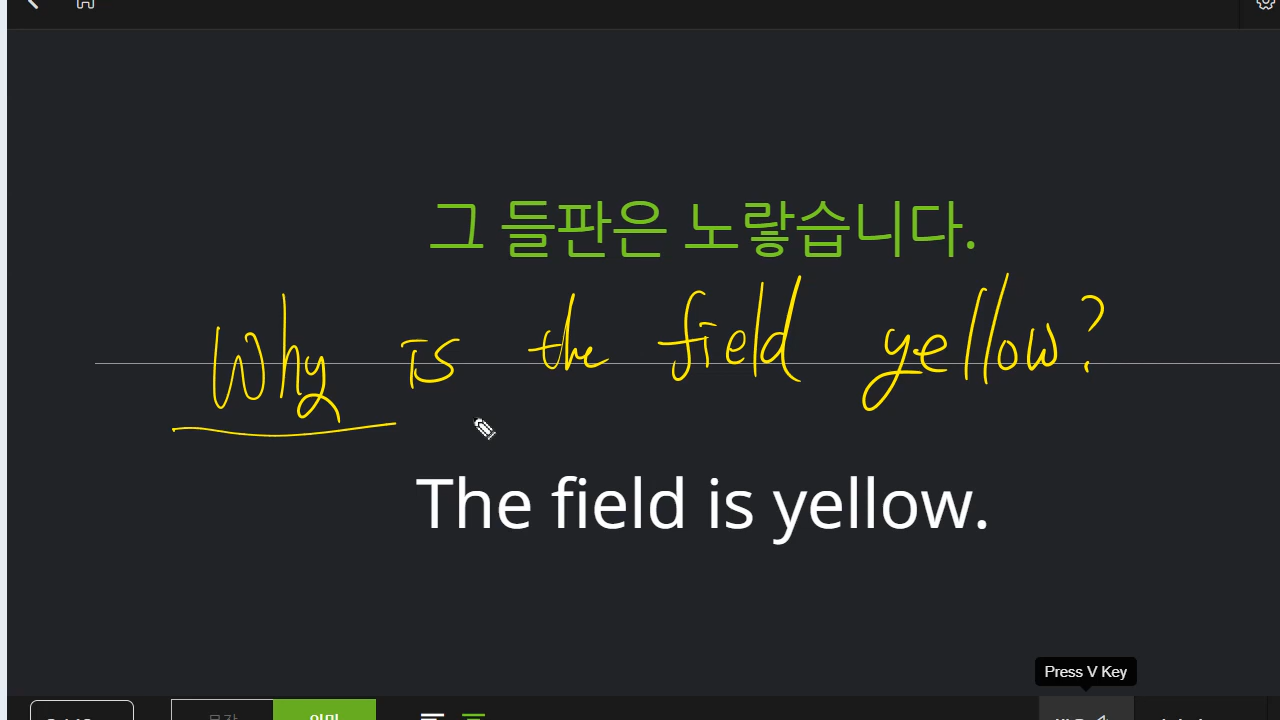 그 들판은 노랗습니다.
Why is the field yellow?
The field is yellow.
Press V Key